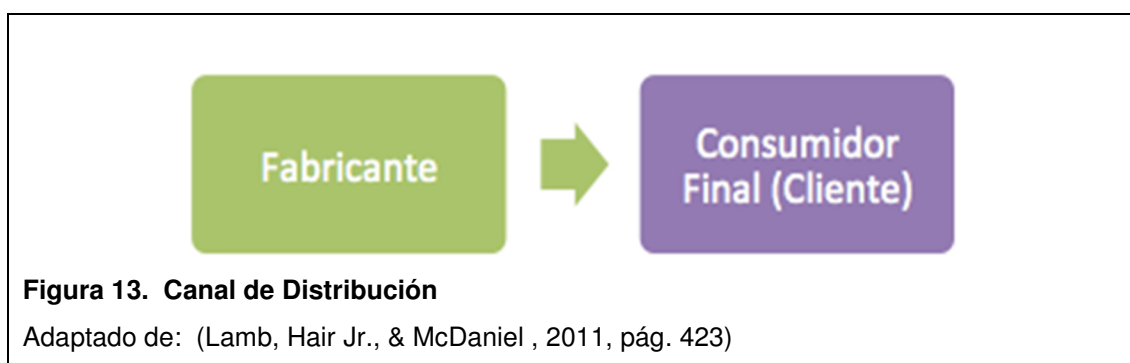 Fabricante
Consumidor
Final (Cliente)
Figura 13. Canal de Distribución
Adaptado de: (Lamb, Hair Jr., & McDaniel , 2011, pág. 423)